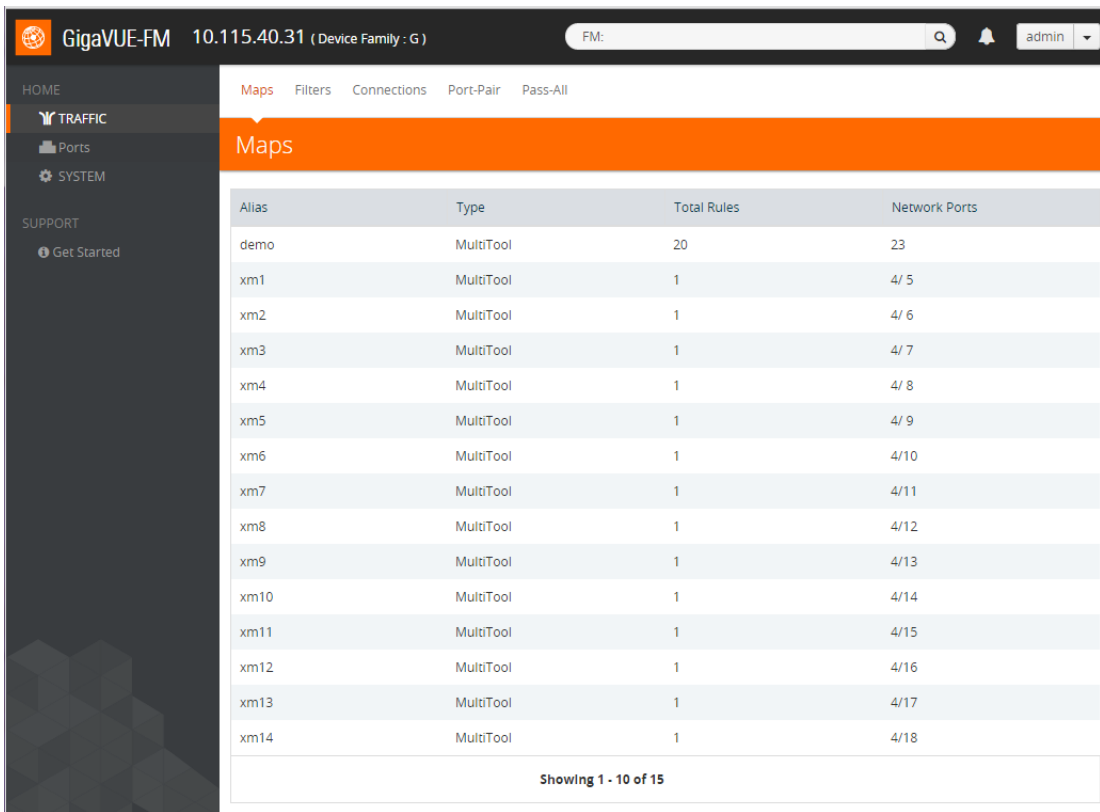 GigaVUE-FM 10.115.40.31 ( Device Family : G ) FM: admin
HOME
TRAFFIC
Ports
SYSTEM
SUPPORT
Get Started
Maps Filters Connections Port-Pair Pass-All
Maps
Alias Type Total Rules Network Ports
demo MultiTool 20 23
xm1 MultiTool 1 4/ 5
xm2 MultiTool 1 4/ 6
xm3 MultiTool 1 4/ 7
xm4 MultiTool 1 4/ 8
xm5 MultiTool 1 4/ 9
xm6 MultiTool 1 4/10
xm7 MultiTool 1 4/11
xm8 MultiTool 1 4/12
xm9 MultiTool 1 4/13
xm10 MultiTool 1 4/14
xm11 MultiTool 1 4/15
xm12 MultiTool 1 4/16
xm13 MultiTool 1 4/17
xm14 MultiTool 1 4/18
Showing 1 - 10 of 15